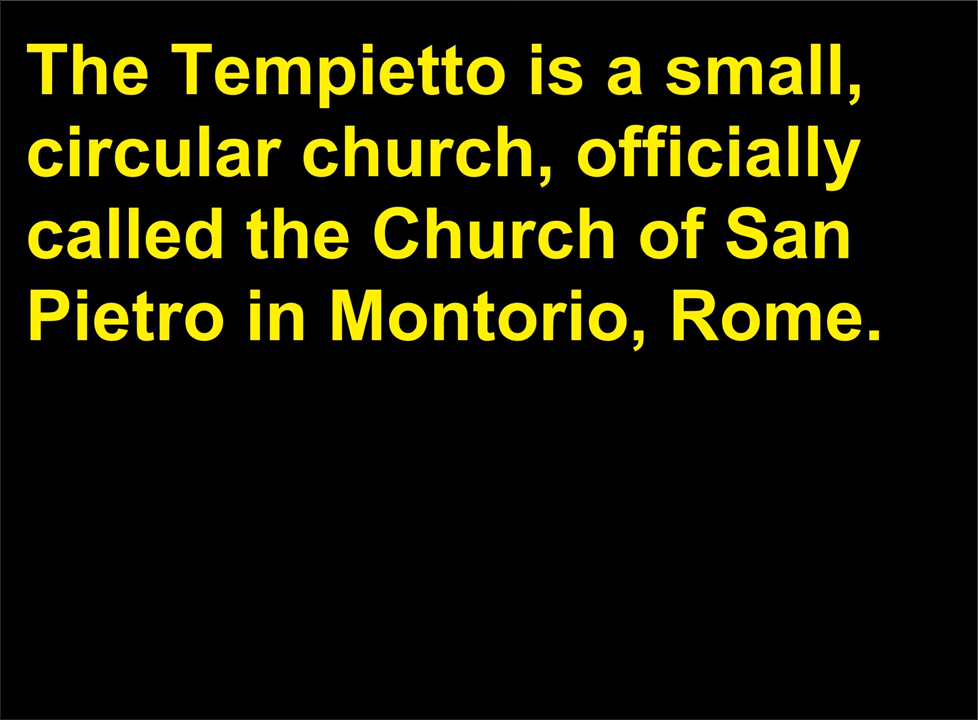 The Tempietto is a small,
circular church, officially
called the Church of San
Pietro in Montorio, Rome.